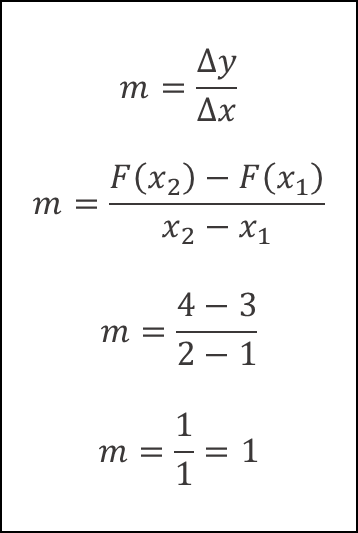 m = Δy/Δx
m = F(x₂) − F(x₁)/x₂ − x₁
m = 4 − 3/2 − 1
m = 1/1 = 1